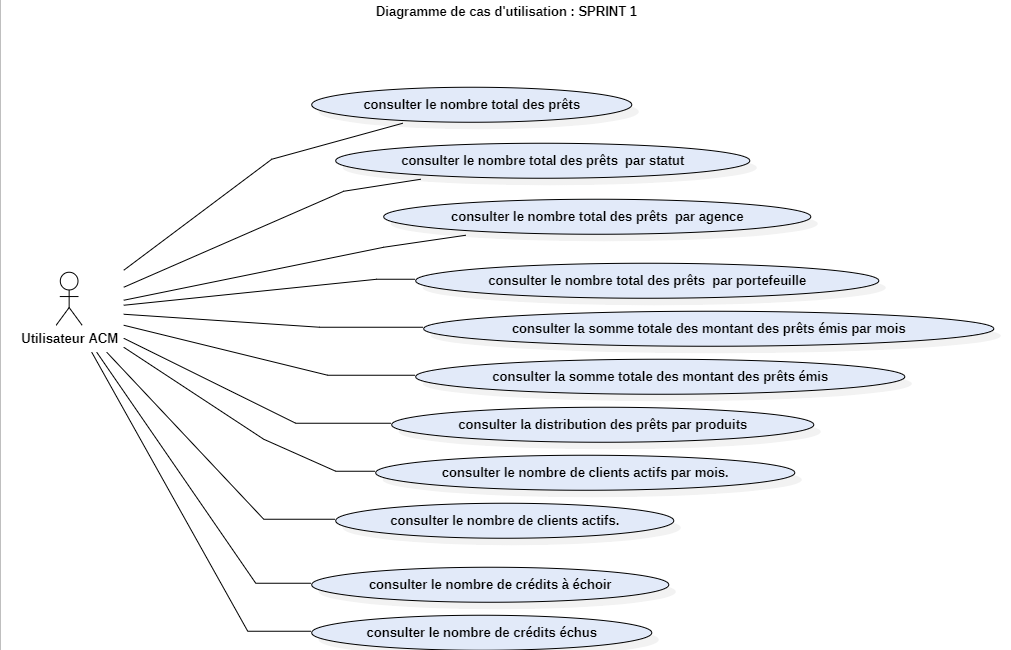 Diagramme de cas d'utilisation : SPRINT 1
consulter le nombre total des prêts
consulter le nombre total des prêts  par statut
consulter le nombre total des prêts  par agence
consulter le nombre total des prêts  par portefeuille
consulter la somme totale des montant des prêts émis par mois
Utilisateur ACM
consulter la somme totale des montant des prêts émis
consulter la distribution des prêts par produits
consulter le nombre de clients actifs par mois.
consulter le nombre de clients actifs.
consulter le nombre de crédits à échoir
consulter le nombre de crédits échus